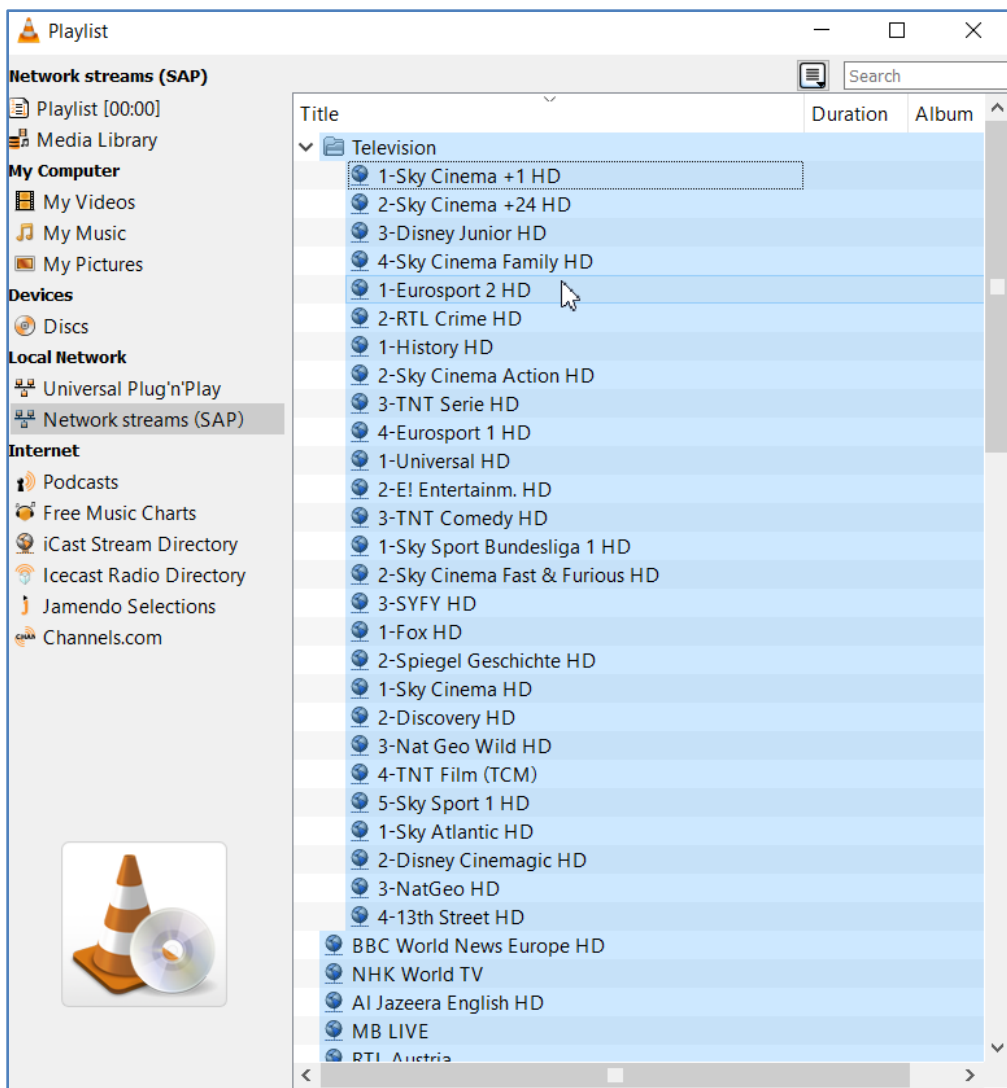 Playlist
Network streams (SAP)
Search
Playlist [00:00]
Media Library
My Computer
My Videos
My Music
My Pictures
Devices
Discs
Local Network
Universal Plug'n'Play
Network streams (SAP)
Internet
Podcasts
Free Music Charts
iCast Stream Directory
Icecast Radio Directory
Jamendo Selections
Channels.com
Title Duration Album
Television
1-Sky Cinema +1 HD
2-Sky Cinema +24 HD
3-Disney Junior HD
4-Sky Cinema Family HD
1-Eurosport 2 HD
2-RTL Crime HD
1-History HD
2-Sky Cinema Action HD
3-TNT Serie HD
4-Eurosport 1 HD
1-Universal HD
2-E! Entertainm. HD
3-TNT Comedy HD
1-Sky Sport Bundesliga 1 HD
2-Sky Cinema Fast & Furious HD
3-SYFY HD
1-Fox HD
2-Spiegel Geschichte HD
1-Sky Cinema HD
2-Discovery HD
3-Nat Geo Wild HD
4-TNT Film (TCM)
5-Sky Sport 1 HD
1-Sky Atlantic HD
2-Disney Cinemagic HD
3-NatGeo HD
4-13th Street HD
BBC World News Europe HD
NHK World TV
Al Jazeera English HD
MB LIVE
RTL Austria